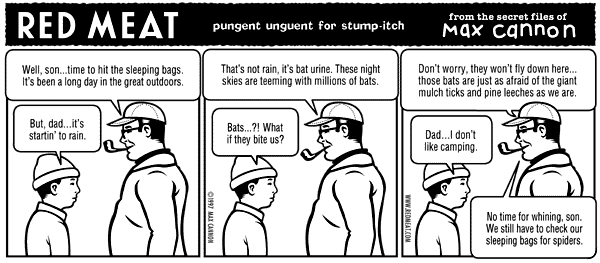 RED MEAT
pungent unguent for stump-itch
from the secret files of
Max cannon
Well, son...time to hit the sleeping bags.
It's been a long day in the great outdoors.
But, dad...it's
startin' to rain.
That's not rain, it's bat urine. These night
skies are teeming with millions of bats.
Bats...?! What
if they bite us?
©1997 MAX CANNON
Don't worry, they won't fly down here...
those bats are just as afraid of the giant
mulch ticks and pine leeches as we are.
Dad...I don't
like camping.
WWW.REDMEAT.COM
No time for whining, son.
We still have to check our
sleeping bags for spiders.